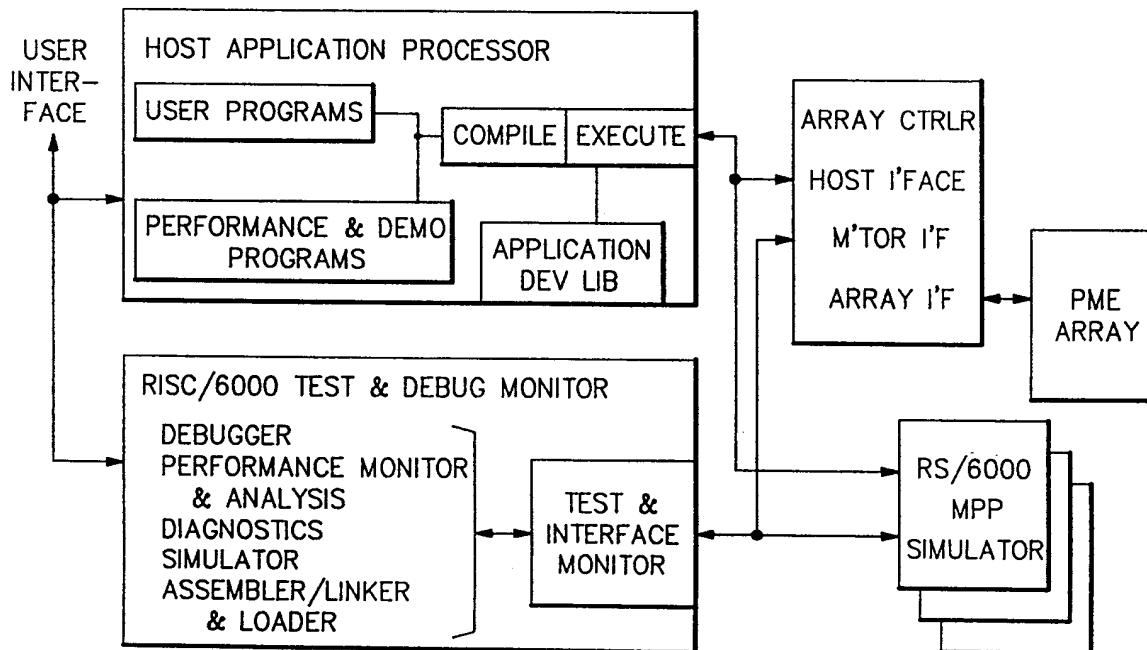 USER
INTER-
FACE
HOST APPLICATION PROCESSOR
USER PROGRAMS
COMPILE
EXECUTE
PERFORMANCE & DEMO
PROGRAMS
APPLICATION
DEV LIB
ARRAY CTRLR
HOST I'FACE
M'TOR I'F
ARRAY I'F
PME
ARRAY
RISC/6000 TEST & DEBUG MONITOR
DEBUGGER
PERFORMANCE MONITOR
& ANALYSIS
DIAGNOSTICS
SIMULATOR
ASSEMBLER/LINKER
& LOADER
TEST &
INTERFACE
MONITOR
RS/6000
MPP
SIMULATOR